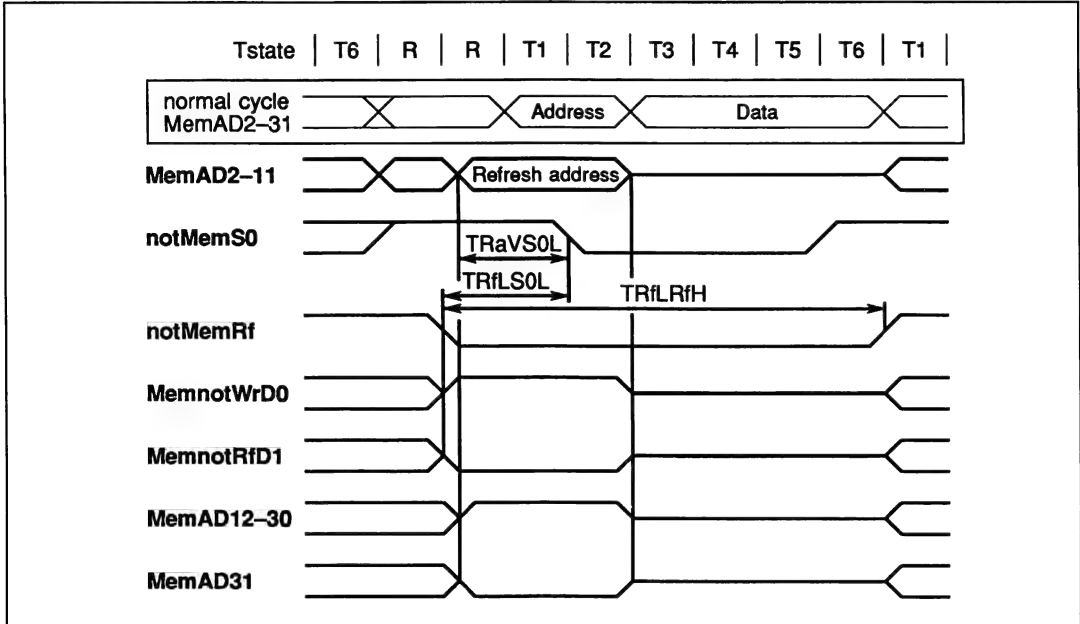 Tstate | T6 | R | R | T1 | T2 | T3 | T4 | T5 | T6 | T1 |
normal cycle
MemAD2–31
Address
Data
MemAD2–11
Refresh address
notMemS0
TRaVS0L
TRfLS0L
TRfLRfH
notMemRf
MemnotWrD0
MemnotRfD1
MemAD12–30
MemAD31